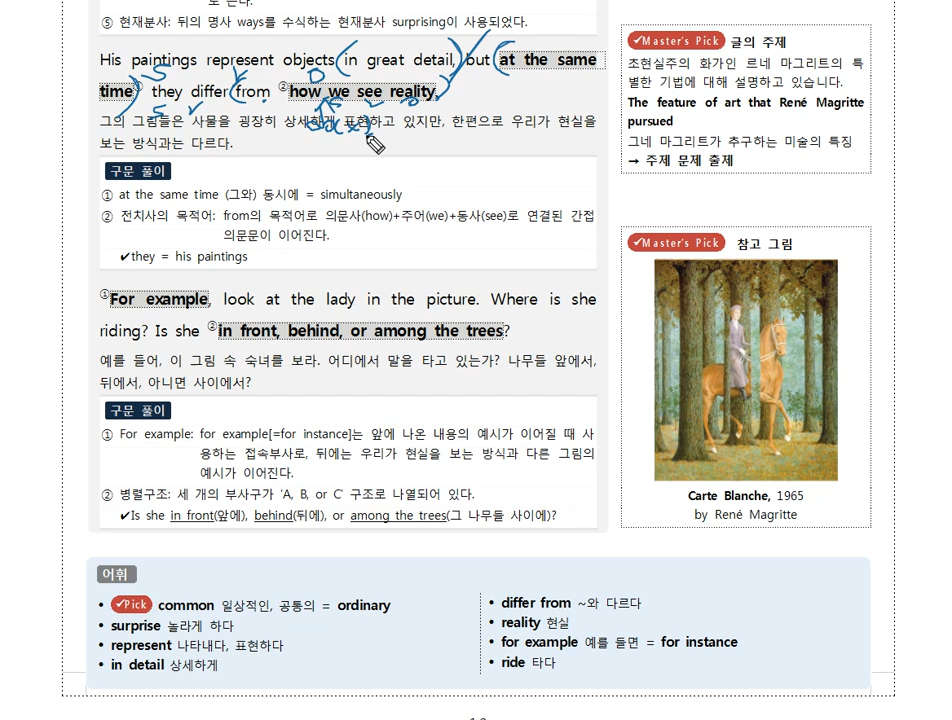 ⑤ 현재분사: 뒤의 명사 ways를 수식하는 현재분사 surprising이 사용되었다.
His paintings represent objects in great detail, but at the same
time① they differ from ②how we see reality.
그의 그림들은 사물을 굉장히 상세하게 표현하고 있지만, 한편으로 우리가 현실을
보는 방식과는 다르다.
구문 풀이
① at the same time (그와) 동시에 = simultaneously
② 전치사의 목적어: from의 목적어로 의문사(how)+주어(we)+동사(see)로 연결된 간접
의문문이 이어진다.
✔they = his paintings
①For example, look at the lady in the picture. Where is she
riding? Is she ②in front, behind, or among the trees?
예를 들어, 이 그림 속 숙녀를 보라. 어디에서 말을 타고 있는가? 나무들 앞에서,
뒤에서, 아니면 사이에서?
구문 풀이
① For example: for example[=for instance]는 앞에 나온 내용의 예시가 이어질 때 사
용하는 접속부사로, 뒤에는 우리가 현실을 보는 방식과 다른 그림의
예시가 이어진다.
② 병렬구조: 세 개의 부사구가 'A, B, or C' 구조로 나열되어 있다.
✔Is she in front(앞에), behind(뒤에), or among the trees(그 나무들 사이에)?
✔Master's Pick 글의 주제
초현실주의 화가인 르네 마그리트의 특
별한 기법에 대해 설명하고 있습니다.
The feature of art that René Magritte
pursued
그네 마그리트가 추구하는 미술의 특징
→ 주제 문제 출제
✔Master's Pick 참고 그림
Carte Blanche, 1965
by René Magritte
어휘
• ✔Pick common 일상적인, 공통의 = ordinary
• surprise 놀라게 하다
• represent 나타내다, 표현하다
• in detail 상세하게
• differ from ~와 다르다
• reality 현실
• for example 예를 들면 = for instance
• ride 타다